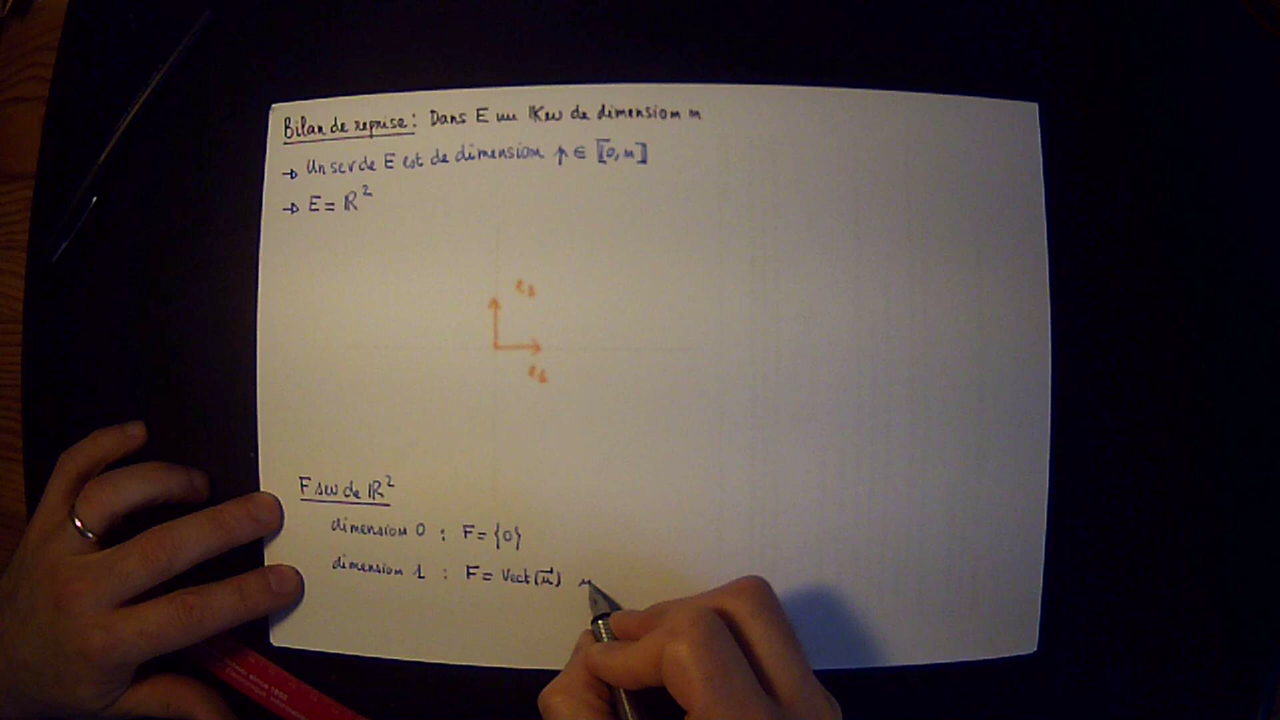 Bilan de reprise : Dans E un 𝕂ev de dimension n
→ Un sev de E est de dimension p ∈ ⟦0, n⟧
→ E = ℝ²
e₂
e₁
F sev de ℝ²
dimension 0 : F = {0}
dimension 1 : F = Vect(u⃗) u